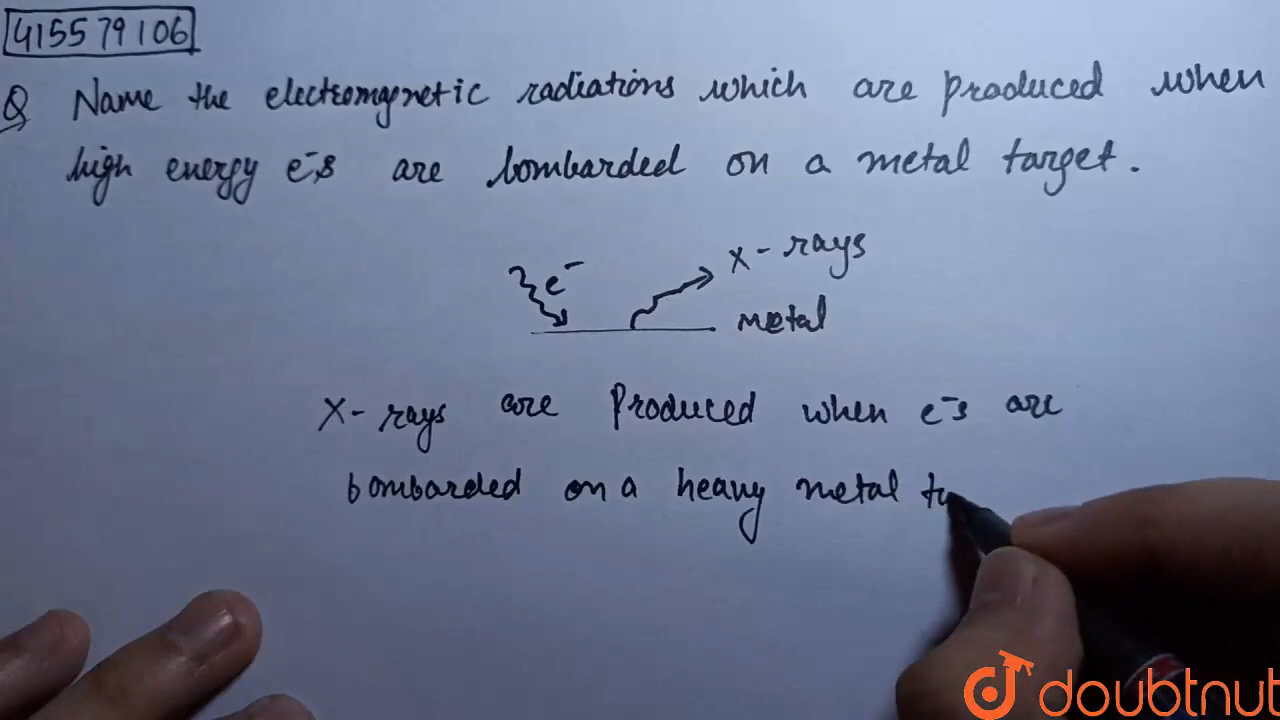 415579106
Q Name the electromagnetic radiations which are produced when
high energy e⁻s are bombarded on a metal target.
e⁻
x-rays
metal
X-rays are produced when e⁻s are
bombarded on a heavy metal
doubtnut